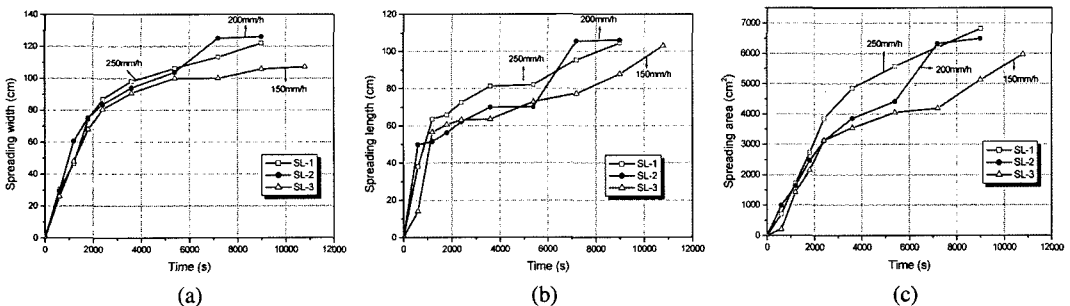 140
120
100
80
60
40
20
0
0 2000 4000 6000 8000 10000 12000
Spreading width (cm)
Time (s)
200mm/h
250mm/h
150mm/h
SL-1
SL-2
SL-3
(a)
120
100
80
60
40
20
0
0 2000 4000 6000 8000 10000 12000
Spreading length (cm)
Time (s)
200mm/h
250mm/h
150mm/h
SL-1
SL-2
SL-3
(b)
7000
6000
5000
4000
3000
2000
1000
0
0 2000 4000 6000 8000 10000 12000
Spreading area (cm²)
Time (s)
250mm/h
200mm/h
150mm/h
SL-1
SL-2
SL-3
(c)